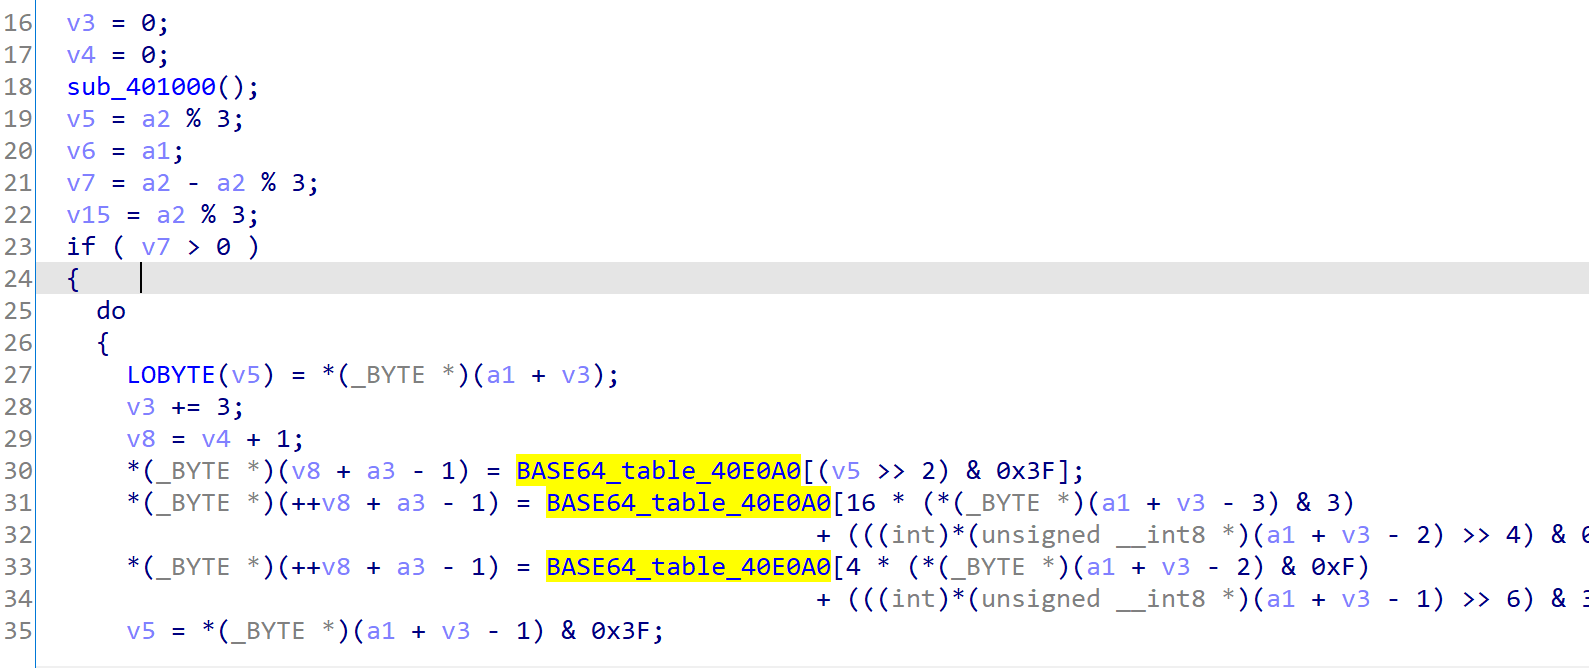 16 v3 = 0;
17 v4 = 0;
18 sub_401000();
19 v5 = a2 % 3;
20 v6 = a1;
21 v7 = a2 - a2 % 3;
22 v15 = a2 % 3;
23 if ( v7 > 0 )
24 {
25 do
26 {
27 LOBYTE(v5) = *(_BYTE *)(a1 + v3);
28 v3 += 3;
29 v8 = v4 + 1;
30 *(_BYTE *)(v8 + a3 - 1) = BASE64_table_40E0A0[(v5 >> 2) & 0x3F];
31 *(_BYTE *)(++v8 + a3 - 1) = BASE64_table_40E0A0[16 * (*(_BYTE *)(a1 + v3 - 3) & 3)
32 + (((int)*(unsigned __int8 *)(a1 + v3 - 2) >> 4) &
33 *(_BYTE *)(++v8 + a3 - 1) = BASE64_table_40E0A0[4 * (*(_BYTE *)(a1 + v3 - 2) & 0xF)
34 + (((int)*(unsigned __int8 *)(a1 + v3 - 1) >> 6) &
35 v5 = *(_BYTE *)(a1 + v3 - 1) & 0x3F;